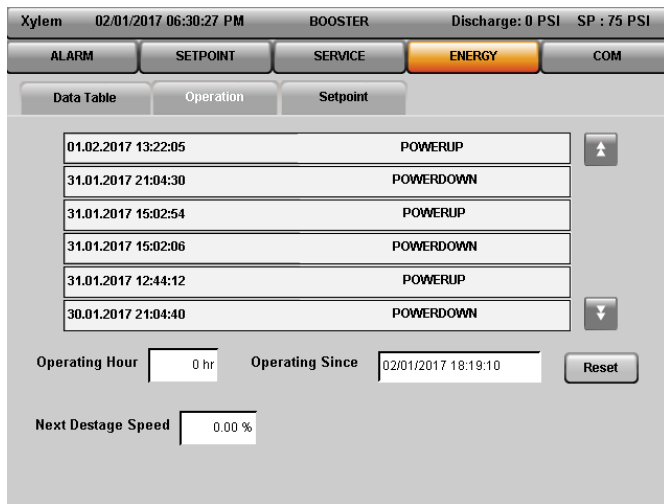 Xylem 02/01/2017 06:30:27 PM BOOSTER Discharge: 0 PSI SP : 75 PSI
ALARM SETPOINT SERVICE ENERGY COM
Data Table Operation Setpoint
01.02.2017 13:22:05 POWERUP
31.01.2017 21:04:30 POWERDOWN
31.01.2017 15:02:54 POWERUP
31.01.2017 15:02:06 POWERDOWN
31.01.2017 12:44:12 POWERUP
30.01.2017 21:04:40 POWERDOWN
Operating Hour 0 hr Operating Since 02/01/2017 18:19:10 Reset
Next Destage Speed 0.00 %